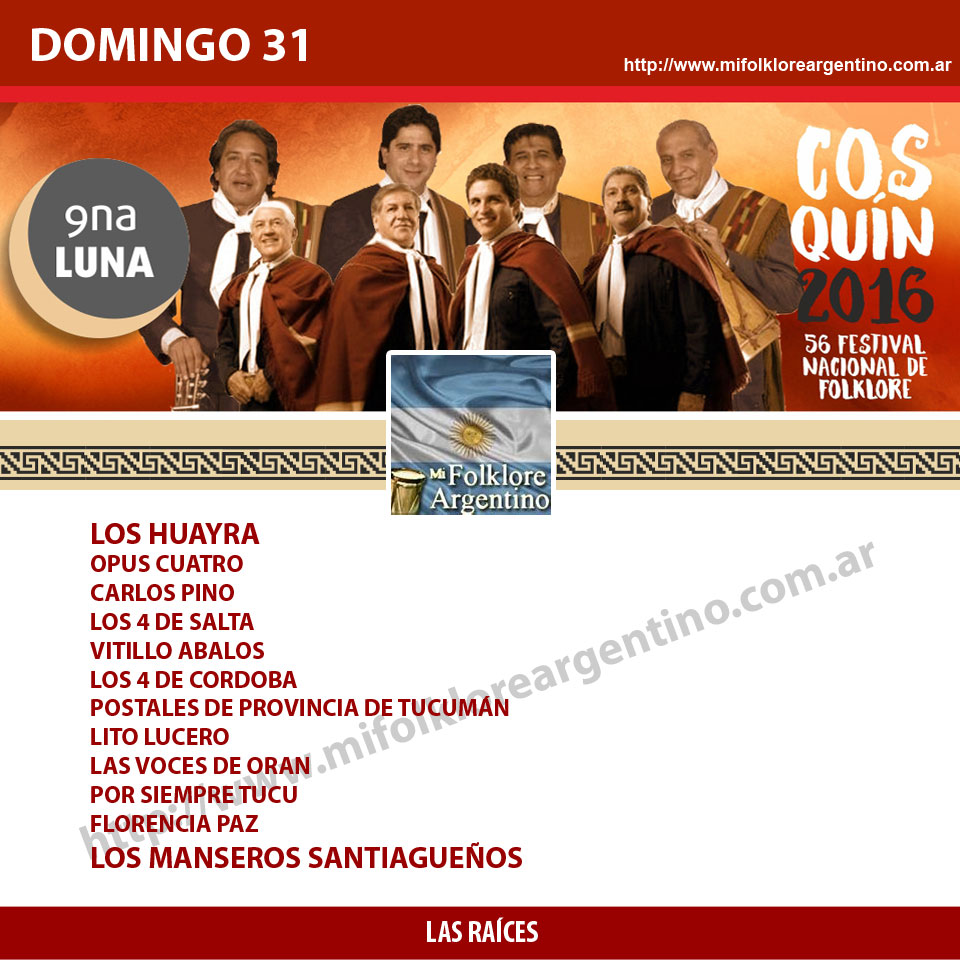 DOMINGO 31
http://www.mifolkloreargentino.com.ar
9na
LUNA
COS
QUÍN
2016
56 FESTIVAL
NACIONAL DE
FOLKLORE
Mi Folklore
Argentino
LOS HUAYRA
OPUS CUATRO
CARLOS PINO
LOS 4 DE SALTA
VITILLO ABALOS
LOS 4 DE CORDOBA
POSTALES DE PROVINCIA DE TUCUMÁN
LITO LUCERO
LAS VOCES DE ORAN
POR SIEMPRE TUCU
FLORENCIA PAZ
LOS MANSEROS SANTIAGUEÑOS
http://www.mifolkloreargentino.com.ar
LAS RAÍCES